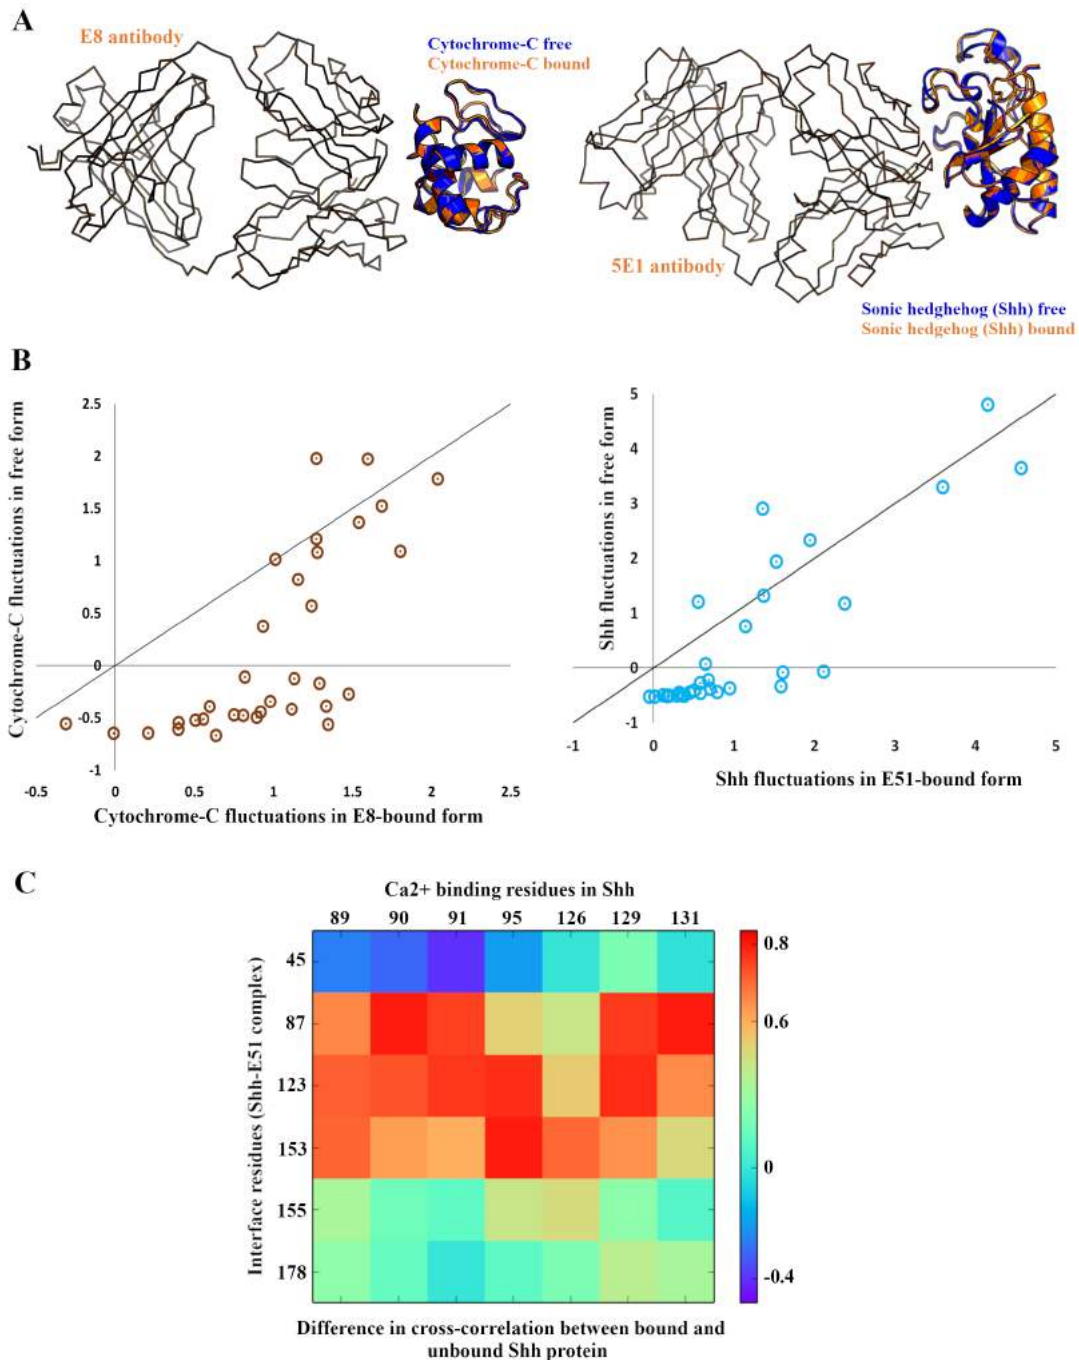 A
E8 antibody
Cytochrome-C free
Cytochrome-C bound
5E1 antibody
Sonic hedghehog (Shh) free
Sonic hedgehog (Shh) bound
B
Cytochrome-C fluctuations in free form
2.5
2
1.5
1
0.5
0
-0.5
-1
-0.5 0 0.5 1 1.5 2 2.5
Cytochrome-C fluctuations in E8-bound form
Shh fluctuations in free form
5
4
3
2
1
0
-1
-1 0 1 2 3 4 5
Shh fluctuations in E51-bound form
C
Ca2+ binding residues in Shh
89 90 91 95 126 129 131
Interface residues (Shh-E51 complex)
45
87
123
153
155
178
0.8
0.6
0
-0.4
Difference in cross-correlation between bound and
unbound Shh protein